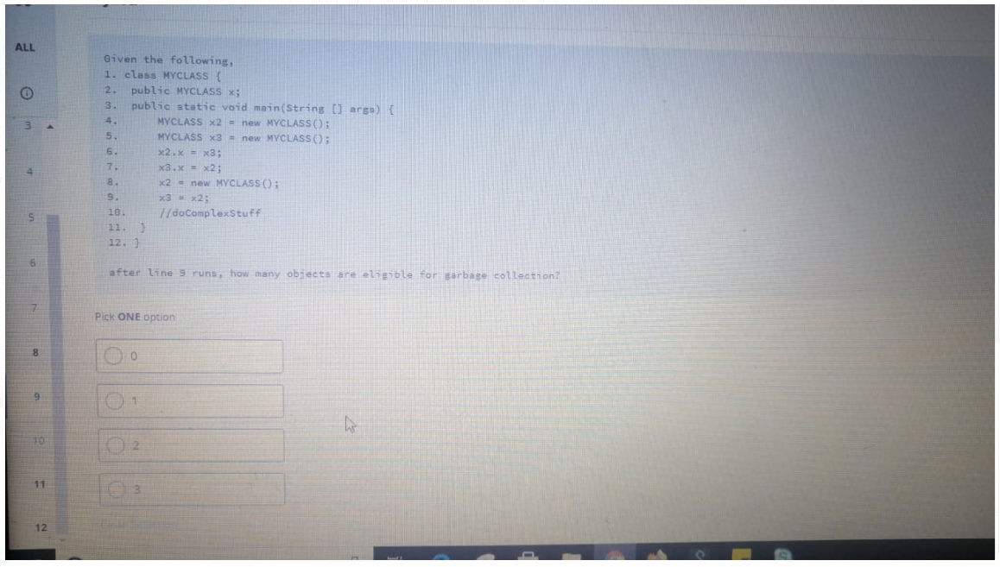 ALL
Given the following,
1. class MYCLASS {
2. public MYCLASS x;
3. public static void main(String [] args) {
4. MYCLASS x2 = new MYCLASS();
5. MYCLASS x3 = new MYCLASS();
6. x2.x = x3;
7. x3.x = x2;
8. x2 = new MYCLASS();
9. x3 = x2;
10. //doComplexStuff
11. }
12. }
after line 9 runs, how many objects are eligible for garbage collection?
Pick ONE option
0
1
2
3
3
4
5
6
7
8
9
10
11
12